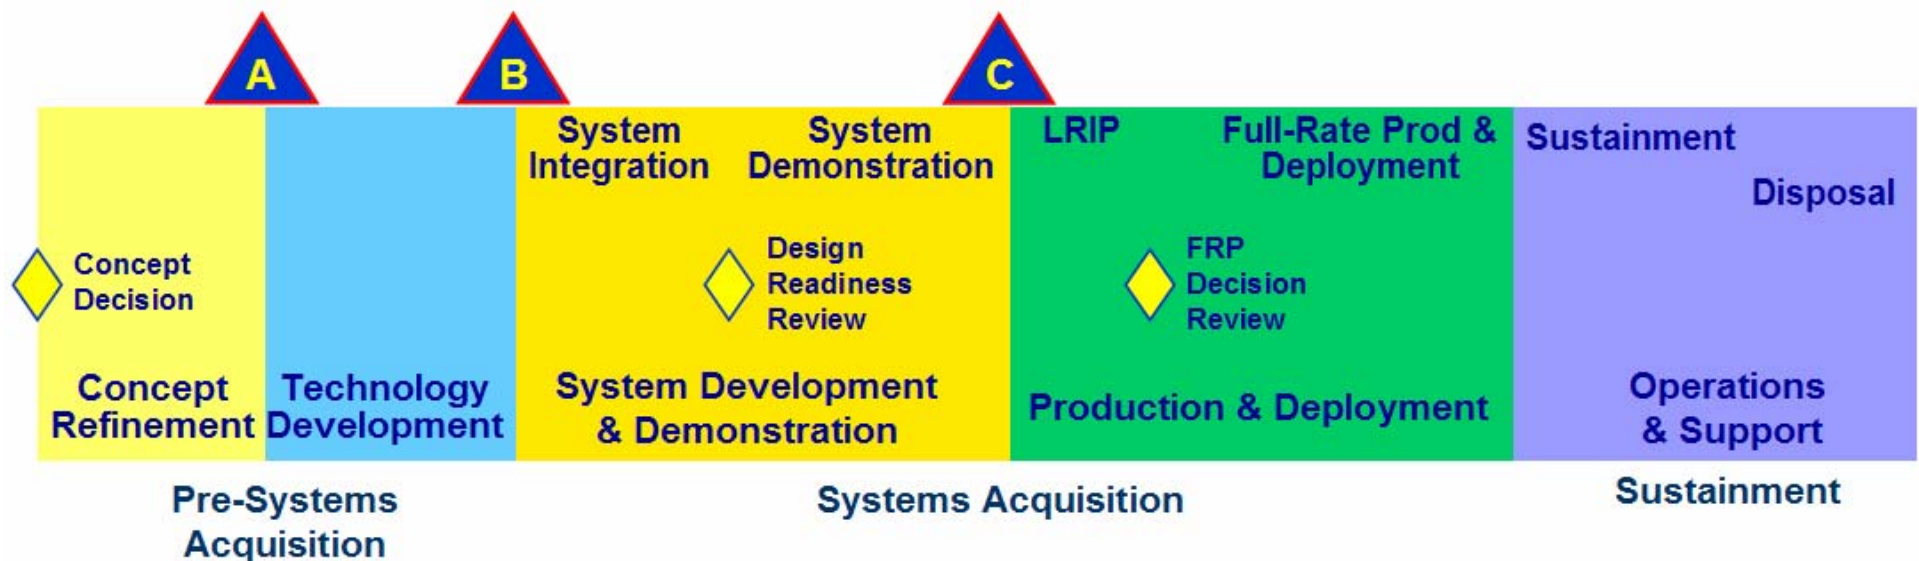 A
B
C
System
Integration
System
Demonstration
LRIP
Full-Rate Prod &
Deployment
Sustainment
Disposal
Concept
Decision
Design
Readiness
Review
FRP
Decision
Review
Concept
Refinement
Technology
Development
System Development
& Demonstration
Production & Deployment
Operations
& Support
Pre-Systems
Acquisition
Systems Acquisition
Sustainment